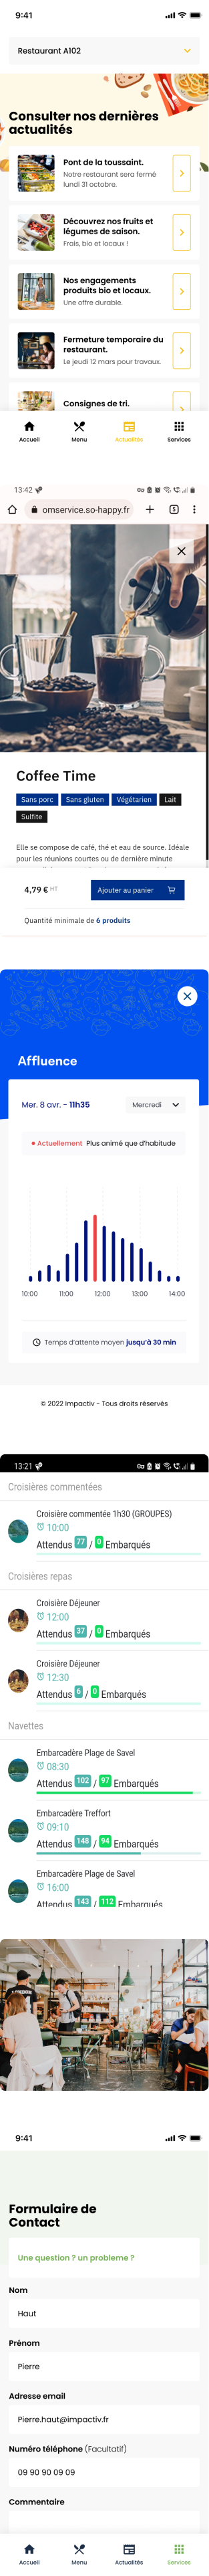 9:41
Restaurant A102
Consulter nos dernières
actualités
Pont de la toussaint.
Notre restaurant sera fermé
lundi 31 octobre.
Découvrez nos fruits et
légumes de saison.
Frais, bio et locaux !
Nos engagements
produits bio et locaux.
Une offre durable.
Fermeture temporaire du
restaurant.
Le jeudi 12 mars pour travaux.
Consignes de tri.
Accueil Menu Actualités Services
13:42
omservice.so-happy.fr
5
Coffee Time
Sans porc Sans gluten Végétarien Lait
Sulfite
Elle se compose de café, thé et eau de source. Idéale
pour les réunions courtes ou de dernière minute
4,79 € HT Ajouter au panier
Quantité minimale de 6 produits
Affluence
Mer. 8 avr. - 11h35 Mercredi
Actuellement Plus animé que d'habitude
10:00 11:00 12:00 13:00 14:00
Temps d'attente moyen jusqu'à 30 min
© 2022 Impactiv - Tous droits réservés
13:21
Croisières commentées
Croisière commentée 1h30 (GROUPES)
10:00
Attendus 77 / 0 Embarqués
Croisières repas
Croisière Déjeuner
12:00
Attendus 37 / 0 Embarqués
Croisière Déjeuner
12:30
Attendus 6 / 0 Embarqués
Navettes
Embarcadère Plage de Savel
08:30
Attendus 102 / 97 Embarqués
Embarcadère Treffort
09:10
Attendus 148 / 94 Embarqués
Embarcadère Plage de Savel
16:00
Attendus 143 / 112 Embarqués
9:41
Formulaire de
Contact
Une question ? un problème ?
Nom
Haut
Prénom
Pierre
Adresse email
Pierre.haut@impactiv.fr
Numéro téléphone (Facultatif)
09 90 90 09 09
Commentaire
Accueil Menu Actualités Services